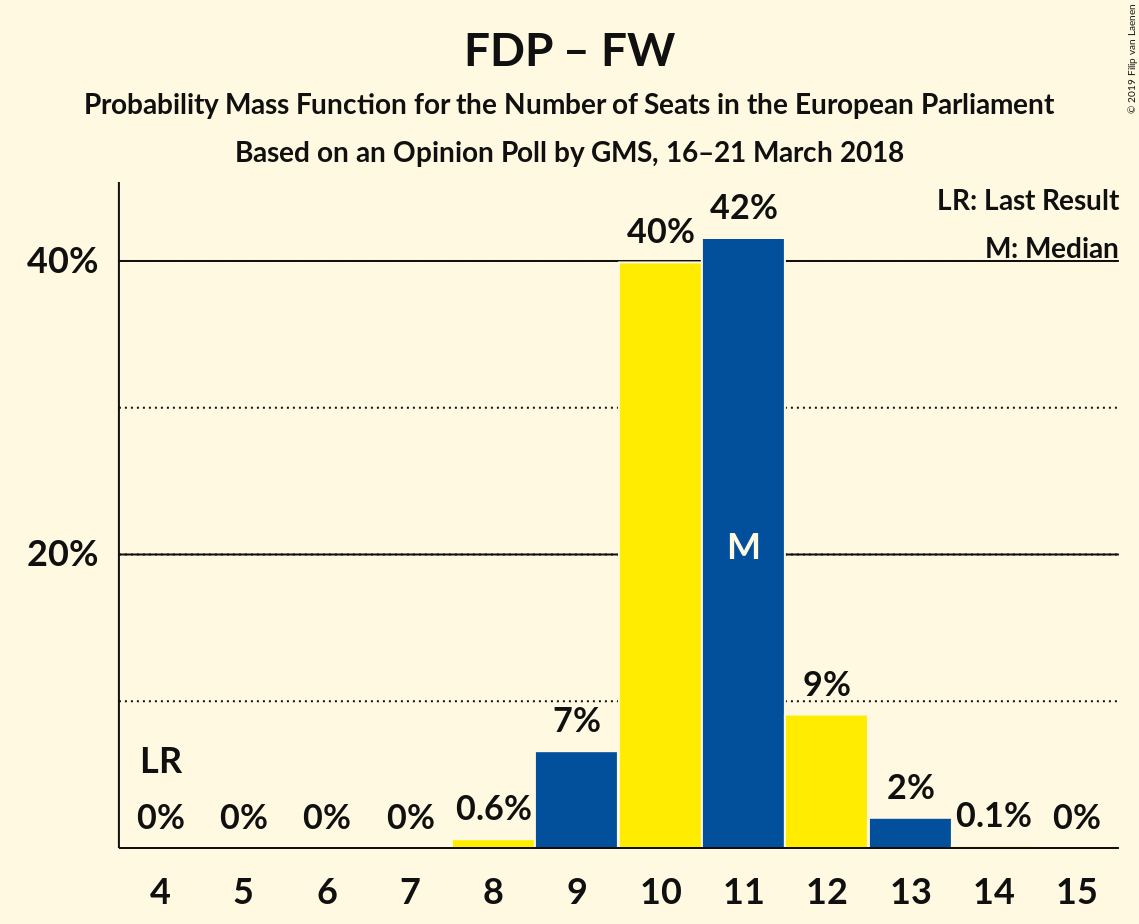 FDP – FW
Probability Mass Function for the Number of Seats in the European Parliament
Based on an Opinion Poll by GMS, 16–21 March 2018
© 2019 Filip van Laenen
LR: Last Result
M: Median
40%
20%
LR
0%
0%
0%
0%
0.6%
7%
40%
42%
M
9%
2%
0.1%
0%
4 5 6 7 8 9 10 11 12 13 14 15